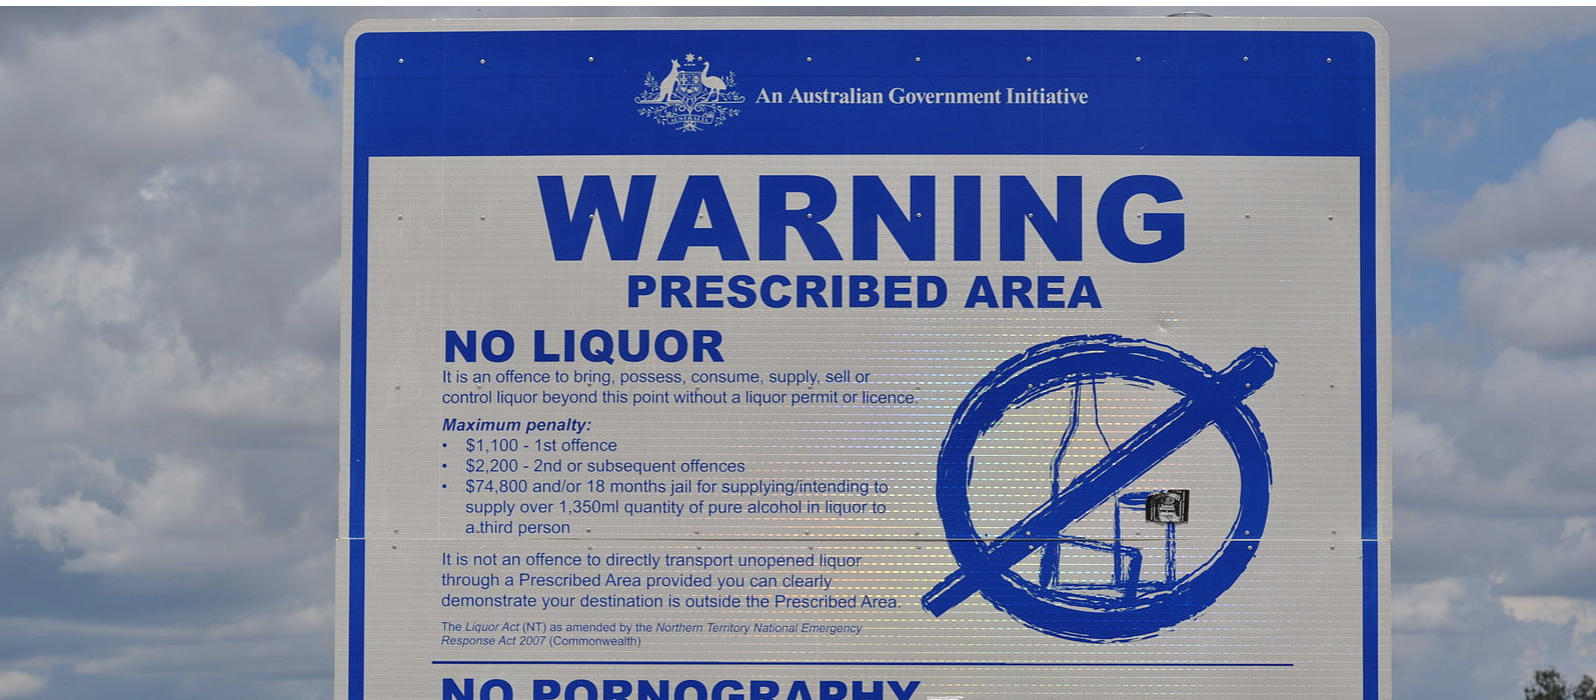 An Australian Government Initiative
WARNING
PRESCRIBED AREA
NO LIQUOR
It is an offence to bring, possess, consume, supply, sell or
control liquor beyond this point without a liquor permit or licence.
Maximum penalty:
• $1,100 - 1st offence
• $2,200 - 2nd or subsequent offences
• $74,800 and/or 18 months jail for supplying/intending to
supply over 1,350ml quantity of pure alcohol in liquor to
a third person
It is not an offence to directly transport unopened liquor
through a Prescribed Area provided you can clearly
demonstrate your destination is outside the Prescribed Area.
The Liquor Act (NT) as amended by the Northern Territory National Emergency
Response Act 2007 (Commonwealth)
NO PORNOGRAPHY